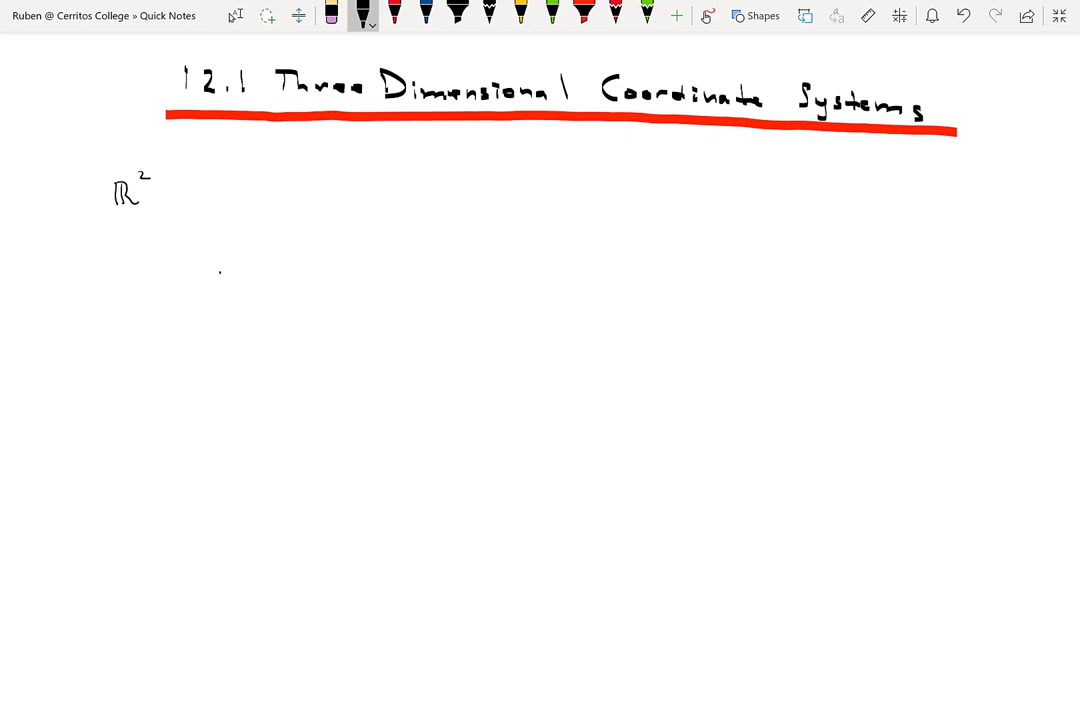 Ruben @ Cerritos College » Quick Notes
Shapes
12.1 Three Dimensional Coordinate Systems
ℝ²